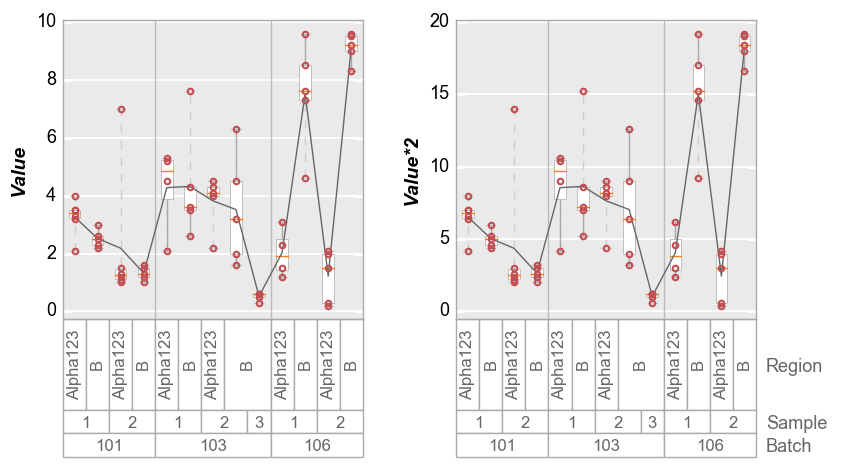 Value
10
8
6
4
2
0
Alpha123 B Alpha123 B Alpha123 B Alpha123 B Alpha123 B Alpha123 B
1 2 1 2 3 1 2
101 103 106
Value*2
20
15
10
5
0
Alpha123 B Alpha123 B Alpha123 B Alpha123 B Alpha123 B Alpha123 B Region
1 2 1 2 3 1 2 Sample
101 103 106 Batch